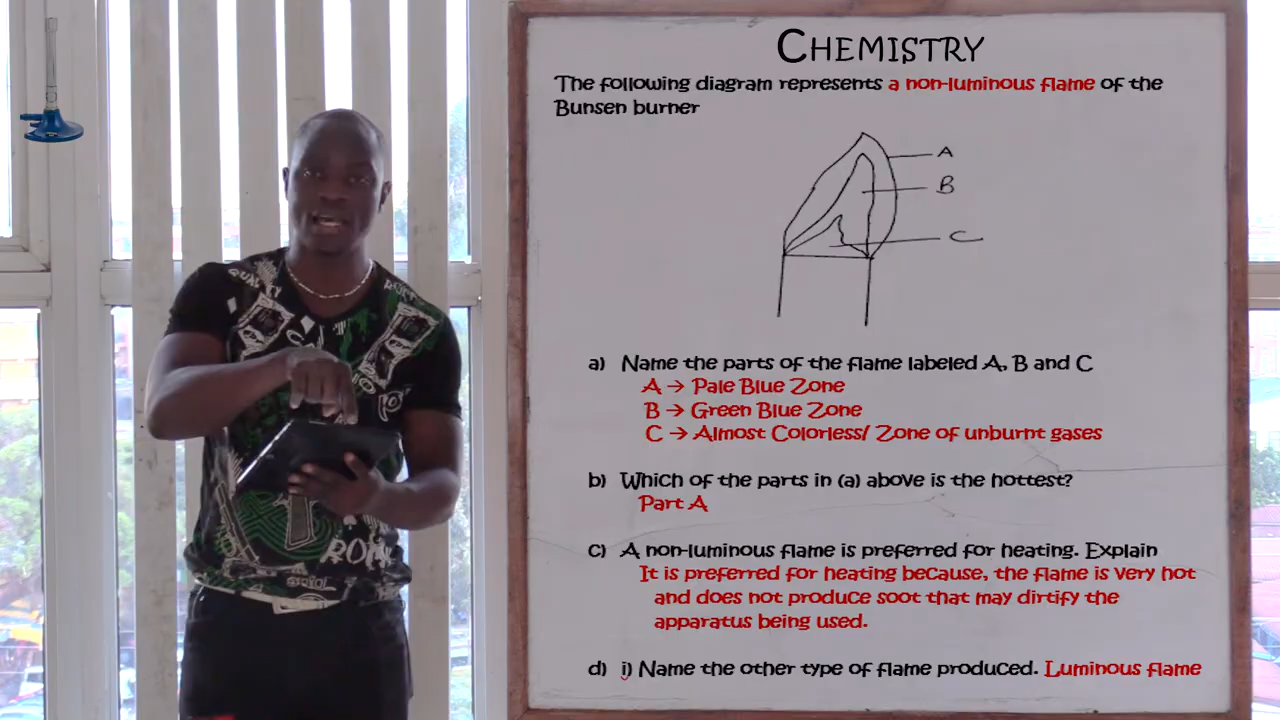 CHEMISTRY
The following diagram represents a non-luminous flame of the
Bunsen burner
A
B
C
a) Name the parts of the flame labeled A, B and C
A → Pale Blue Zone
B → Green Blue Zone
C → Almost Colorless/ Zone of unburnt gases
b) Which of the parts in (a) above is the hottest?
Part A
c) A non-luminous flame is preferred for heating. Explain
It is preferred for heating because, the flame is very hot
and does not produce soot that may dirtify the
apparatus being used.
d) i) Name the other type of flame produced. Luminous flame
QUALITY
ROCK